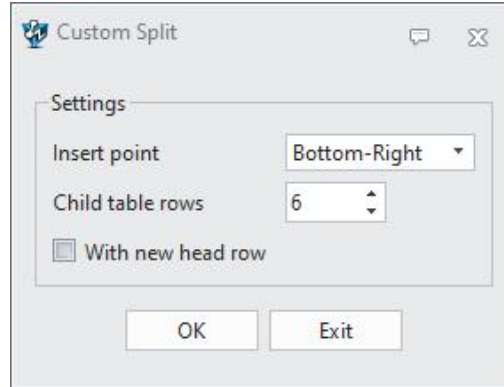 Custom Split
Settings
Insert point Bottom-Right
Child table rows 6
With new head row
OK Exit